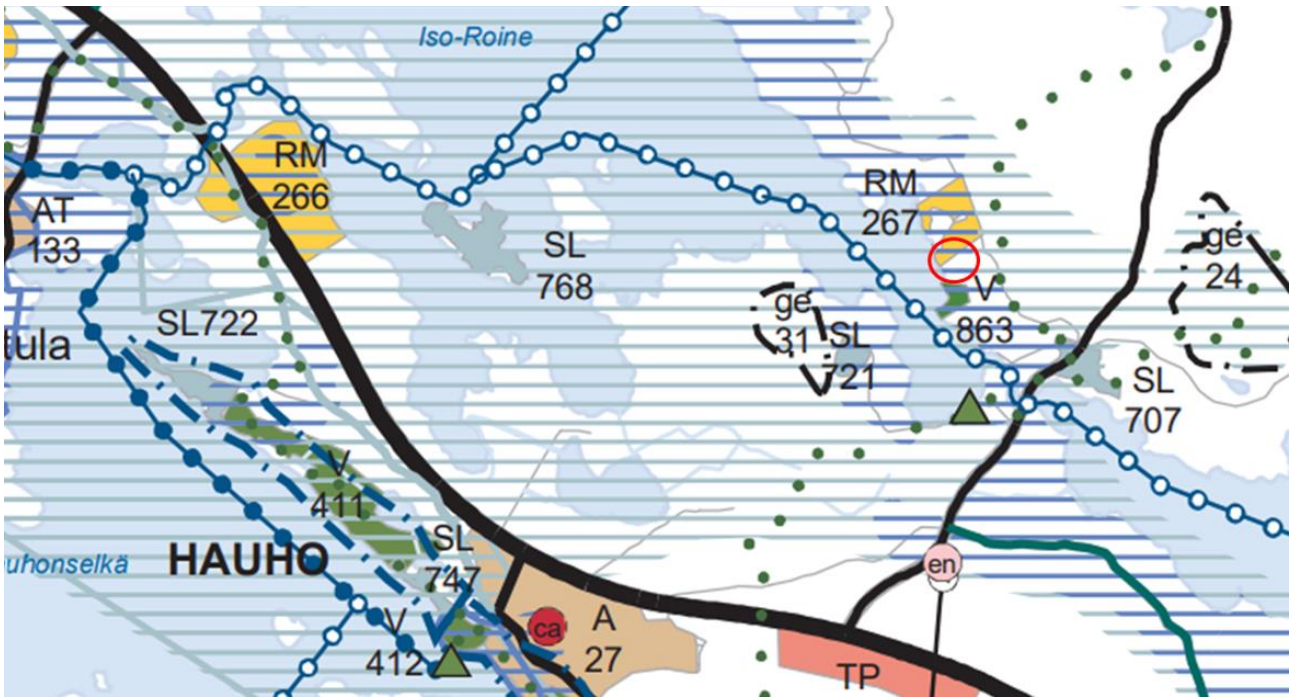 Iso-Roine
RM
266
RM
267
AT
133
SL
768
ge
24
ge
31
SL
721
V
863
SL722
tula
SL
707
V
411
HAUHO
uhonselkä
SL
747
en
V
412
ca
A
27
TP